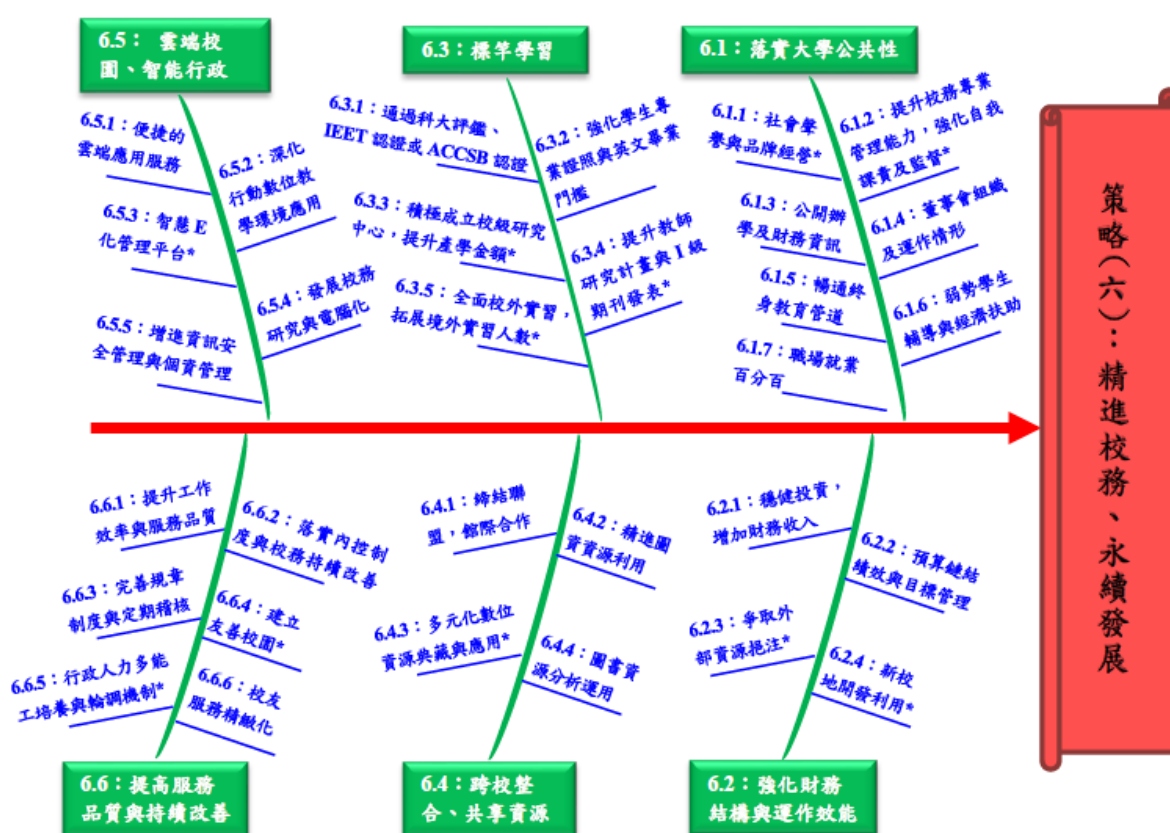 6.5：雲端校
園、智能行政
6.5.1：便捷的
雲端應用服務
6.5.2：深化
行動數位教
學環境應用
6.5.3：智慧 E
化管理平台*
6.5.4：發展校務
研究與電腦化
6.5.5：增進資訊安
全管理與個資管理
6.3：標竿學習
6.3.1：通過科大評鑑、
IEET 認證或 ACCSB 認證
6.3.2：強化學生專
業證照與英文畢業
門檻
6.3.3：積極成立校級研究
中心，提升產學金額*
6.3.4：提升教師
研究計畫與 I 級
期刊發表*
6.3.5：全面校外實習，
拓展境外實習人數*
6.1：落實大學公共性
6.1.1：社會聲
譽與品牌經營*
6.1.2：提升校務專業
管理能力，強化自我
課責及監督*
6.1.3：公開辦
學及財務資訊
6.1.4：董事會組織
及運作情形
6.1.5：暢通終
身教育管道
6.1.6：弱勢學生
輔導與經濟扶助
6.1.7：職場就業
百分百
策略(六)：精進校務、永續發展
6.6.1：提升工作
效率與服務品質
6.6.2：落實內控制
度與校務持續改善
6.6.3：完善規章
制度與定期稽核
6.6.4：建立
友善校園*
6.6.5：行政人力多能
工培養與輪調機制*
6.6.6：校友
服務精緻化
6.6：提高服務
品質與持續改善
6.4.1：締結聯
盟，館際合作
6.4.2：精進圖
資資源利用
6.4.3：多元化數位
資源典藏與應用*
6.4.4：圖書資
源分析運用
6.4：跨校整
合、共享資源
6.2.1：穩健投資，
增加財務收入
6.2.2：預算鏈結
績效與目標管理
6.2.3：爭取外
部資源挹注*
6.2.4：新校
地開發利用*
6.2：強化財務
結構與運作效能